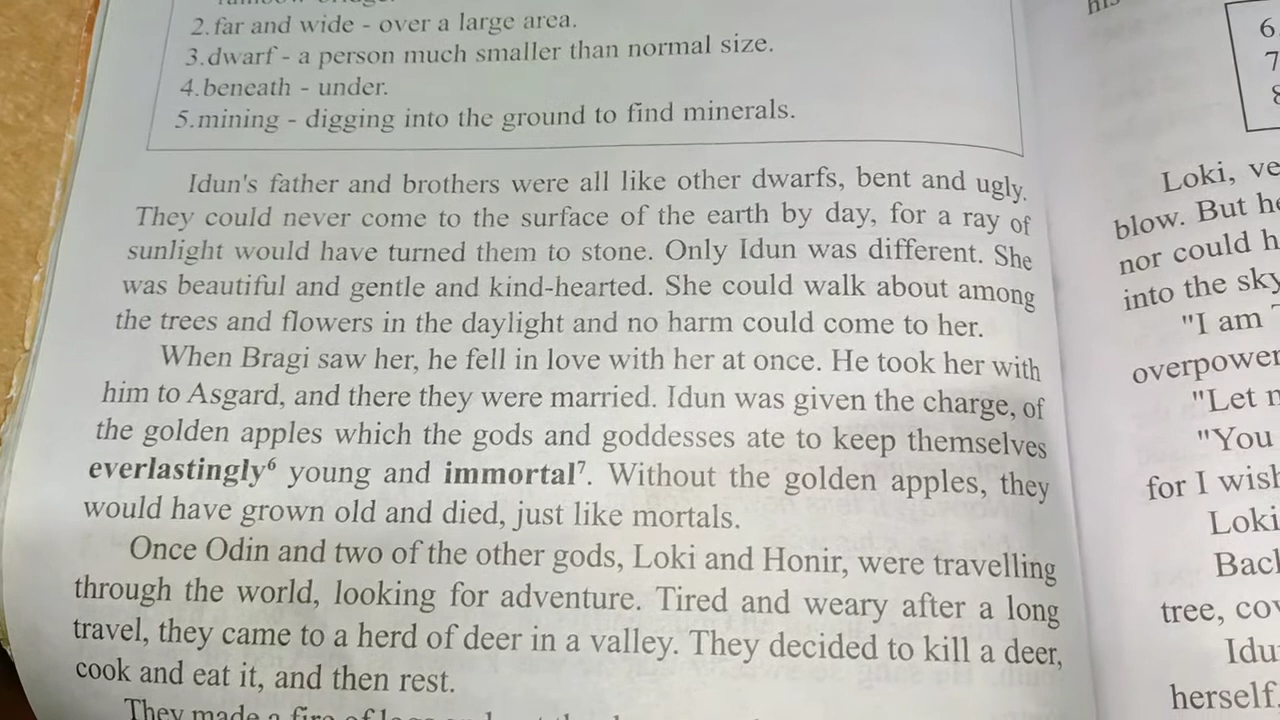 2. far and wide - over a large area.
3. dwarf - a person much smaller than normal size.
4. beneath - under.
5. mining - digging into the ground to find minerals.
Idun's father and brothers were all like other dwarfs, bent and ugly.
They could never come to the surface of the earth by day, for a ray of
sunlight would have turned them to stone. Only Idun was different. She
was beautiful and gentle and kind-hearted. She could walk about among
the trees and flowers in the daylight and no harm could come to her.
When Bragi saw her, he fell in love with her at once. He took her with
him to Asgard, and there they were married. Idun was given the charge, of
the golden apples which the gods and goddesses ate to keep themselves
everlastingly⁶ young and immortal⁷. Without the golden apples, they
would have grown old and died, just like mortals.
Once Odin and two of the other gods, Loki and Honir, were travelling
through the world, looking for adventure. Tired and weary after a long
travel, they came to a herd of deer in a valley. They decided to kill a deer,
cook and eat it, and then rest.
They made a fire of
6.
7
8
Loki,
blow. But
nor could
into the sky
"I am
overpower
"Let
"You
for I wish
Loki
tree,
herself,